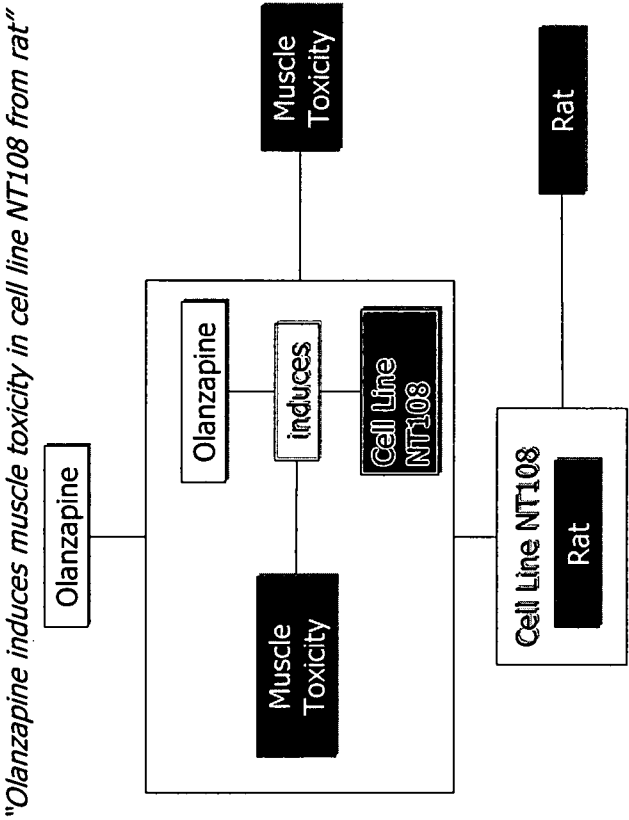 "Olanzapine induces muscle toxicity in cell line NT108 from rat"
Olanzapine
Muscle
Toxicity
Olanzapine
induces
Cell Line
NT108
Muscle
Toxicity
Cell Line NT108
Rat
Rat